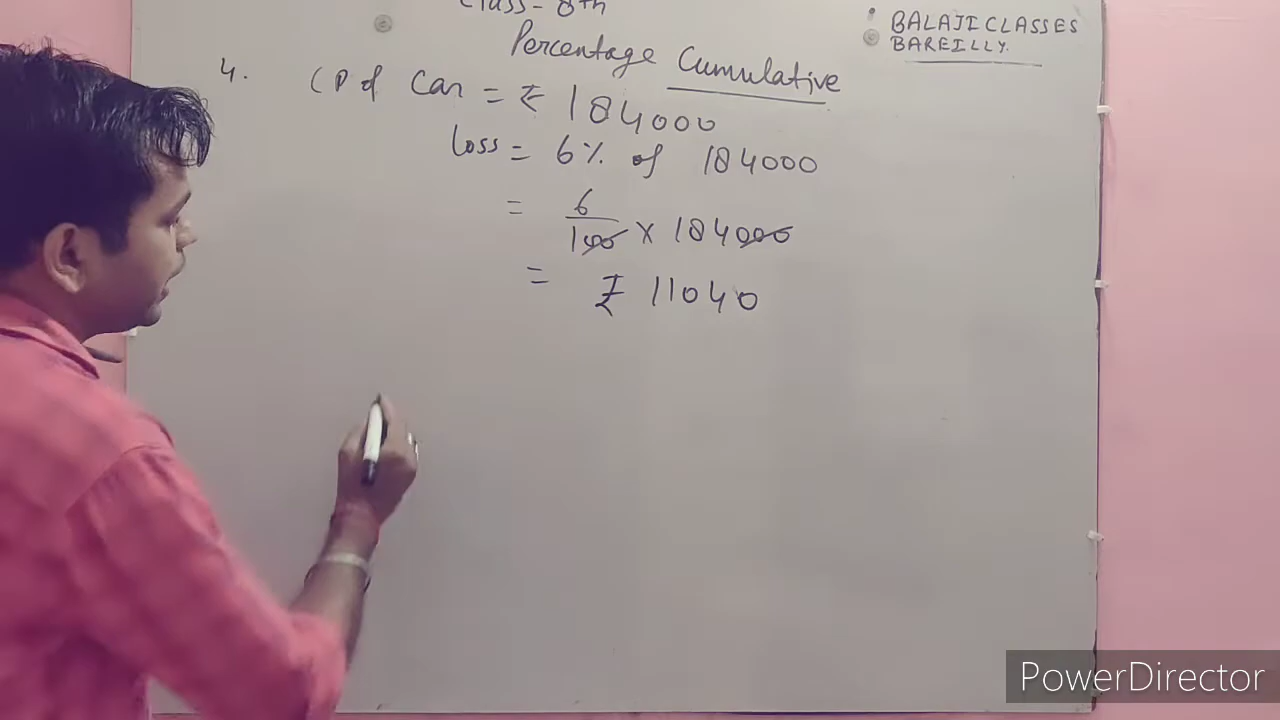 Class - 8th
• BALAJI CLASSES
BAREILLY.
Percentage Cumulative
4. CP of Car = ₹ 184000
Loss = 6% of 184000
= 6/100 × 184000
= ₹ 11040
PowerDirector